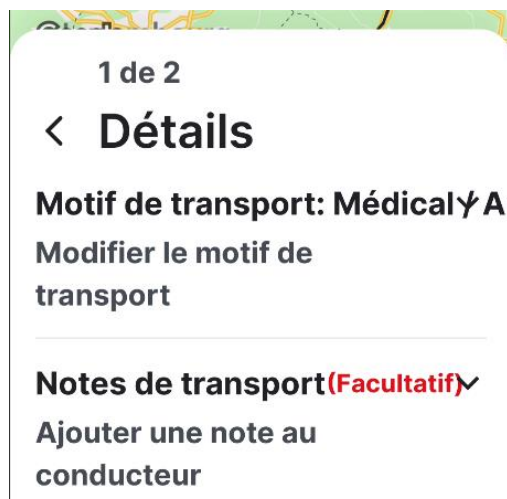 1 de 2
Détails
Motif de transport: Médical
Modifier le motif de
transport
Notes de transport(Facultatif)
Ajouter une note au
conducteur